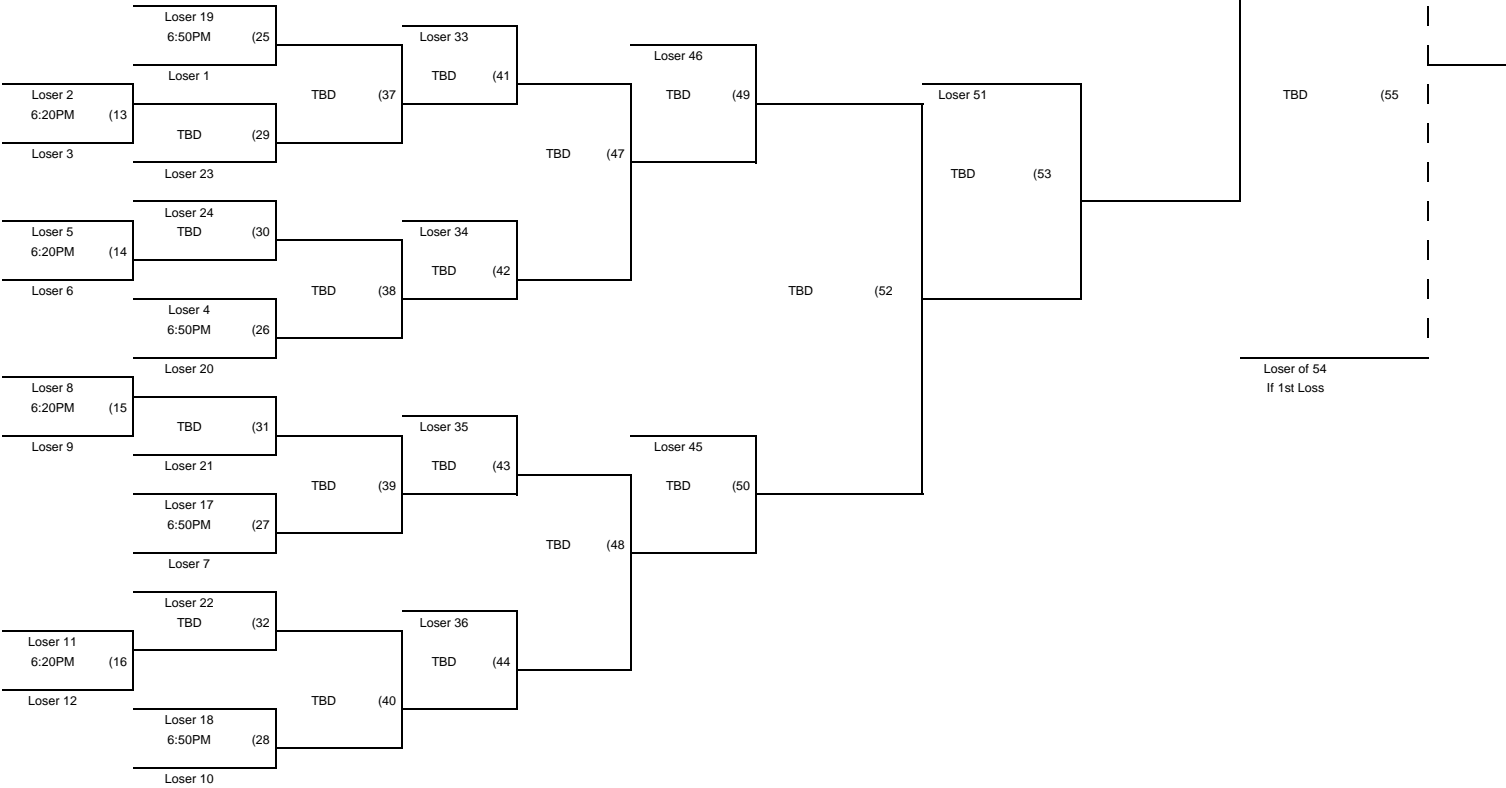 Loser 19
6:50PM (25
Loser 1
Loser 2
6:20PM (13
Loser 3
TBD (29
Loser 23
TBD (37
Loser 33
TBD (41
Loser 24
TBD (30
Loser 5
6:20PM (14
Loser 6
Loser 4
6:50PM (26
Loser 20
TBD (38
Loser 34
TBD (42
TBD (47
Loser 46
TBD (49
Loser 8
6:20PM (15
Loser 9
TBD (31
Loser 21
Loser 17
6:50PM (27
Loser 7
TBD (39
Loser 35
TBD (43
Loser 22
TBD (32
Loser 11
6:20PM (16
Loser 12
Loser 18
6:50PM (28
Loser 10
TBD (40
Loser 36
TBD (44
TBD (48
Loser 45
TBD (50
TBD (52
Loser 51
TBD (53
TBD (55
Loser of 54
If 1st Loss